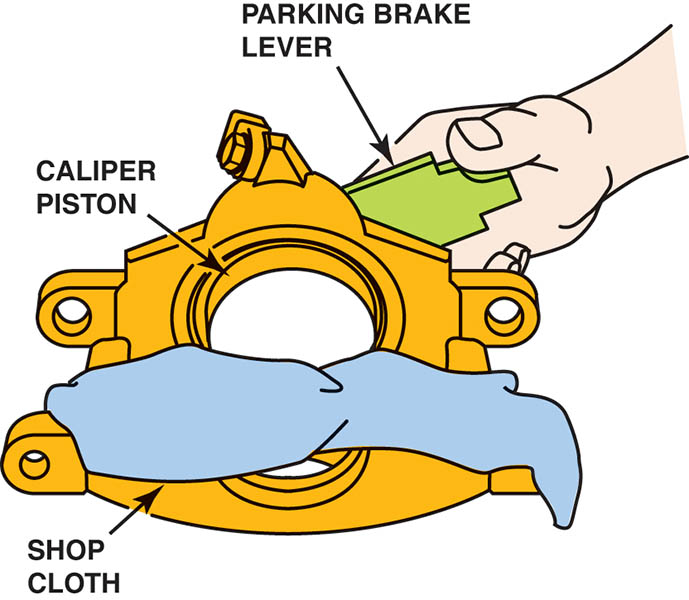 PARKING BRAKE
LEVER
CALIPER
PISTON
SHOP
CLOTH